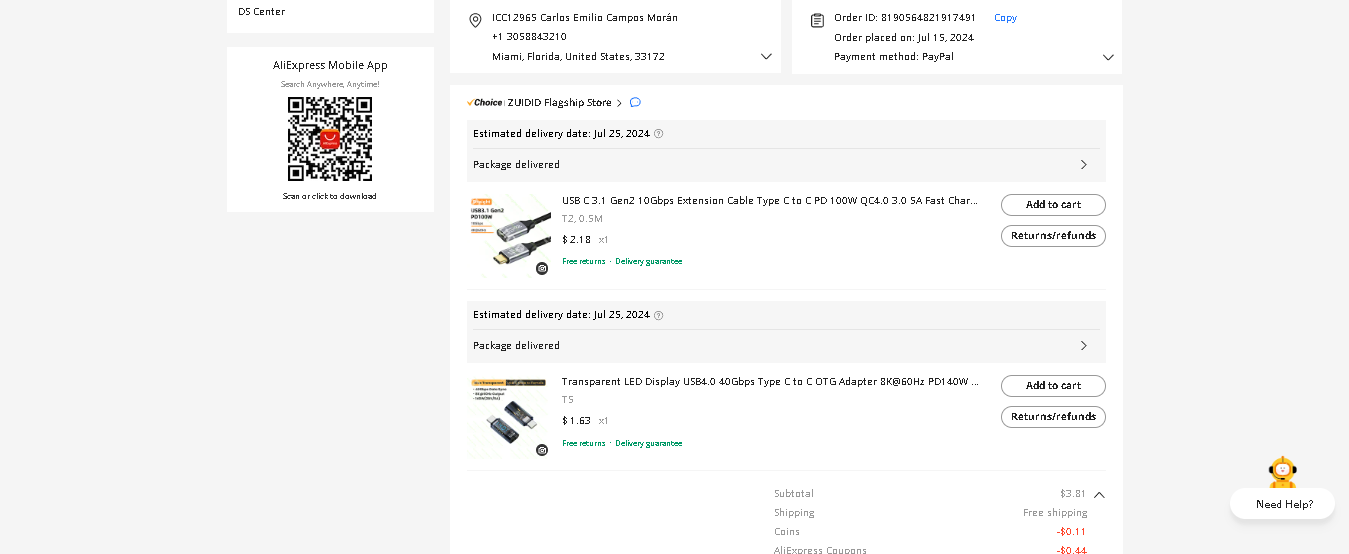 DS Center
AliExpress Mobile App
Search Anywhere, Anytime!
AliExpress
Scan or click to download
ICC12965 Carlos Emilio Campos Morán
+1 3058843210
Miami, Florida, United States, 33172
Order ID: 8190564821917491 Copy
Order placed on: Jul 15, 2024
Payment method: PayPal
Choice ZUIDID Flagship Store
Estimated delivery date: Jul 25, 2024
Package delivered
USB3.1 Gen2
PD100W
USB C 3.1 Gen2 10Gbps Extension Cable Type C to C PD 100W QC4.0 3.0 5A Fast Char...
T2, 0.5M
$ 2.18 x1
Free returns · Delivery guarantee
Add to cart
Returns/refunds
Estimated delivery date: Jul 25, 2024
Package delivered
Transparent LED Display USB4.0 40Gbps Type C to C OTG Adapter 8K@60Hz PD140W ...
T5
$ 1.63 x1
Free returns · Delivery guarantee
Add to cart
Returns/refunds
Subtotal $3.81
Shipping Free shipping
Coins -$0.11
AliExpress Coupons -$0.44
Need Help?